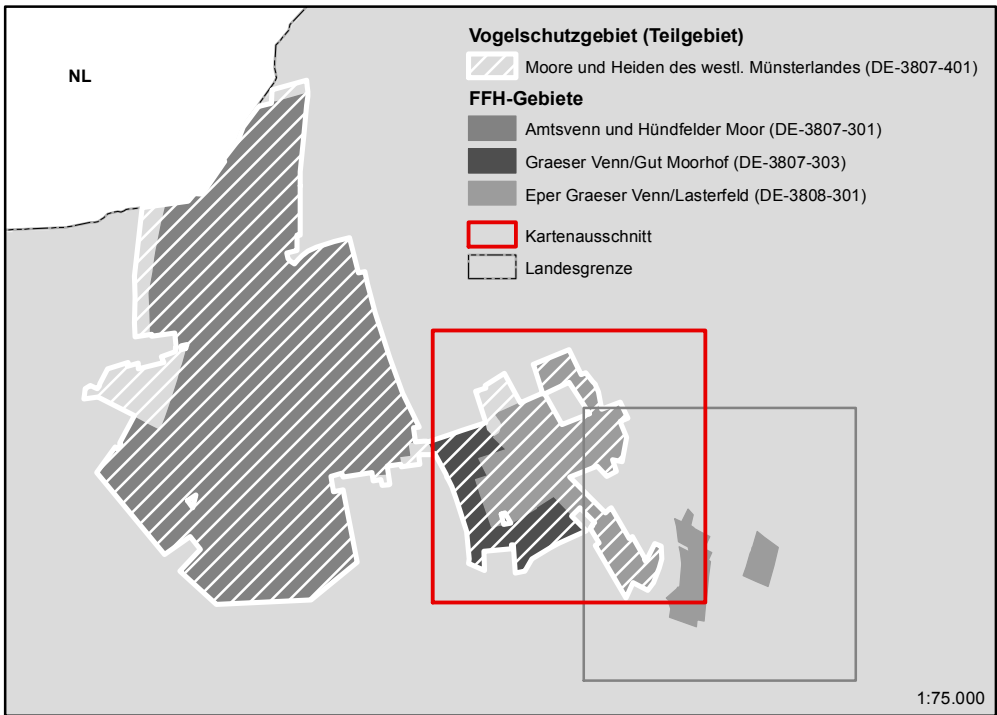 NL
Vogelschutzgebiet (Teilgebiet)
Moore und Heiden des westl. Münsterlandes (DE-3807-401)
FFH-Gebiete
Amtsvenn und Hündfelder Moor (DE-3807-301)
Graeser Venn/Gut Moorhof (DE-3807-303)
Eper Graeser Venn/Lasterfeld (DE-3808-301)
Kartenausschnitt
Landesgrenze
1:75.000